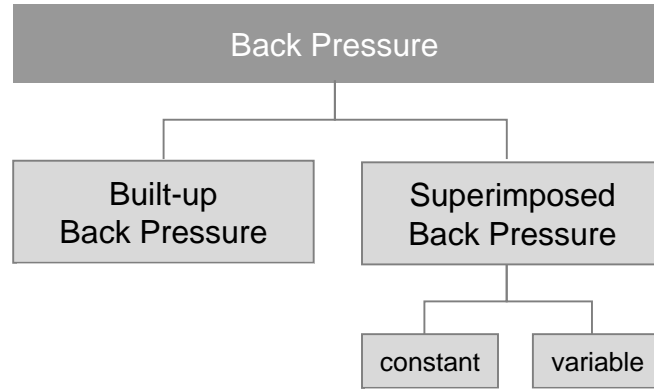 Back Pressure
Built-up
Back Pressure
Superimposed
Back Pressure
constant
variable